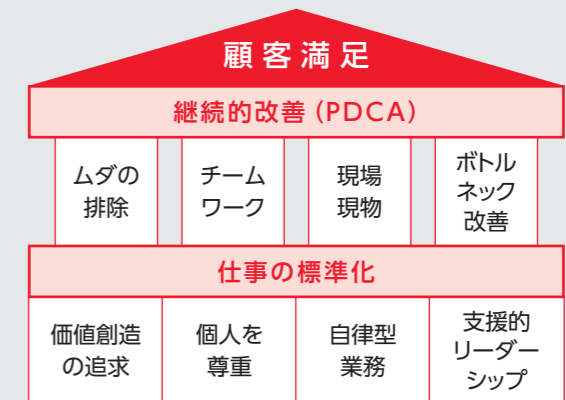 顧客満足
継続的改善（PDCA）
ムダの
排除
チーム
ワーク
現場
現物
ボトル
ネック
改善
仕事の標準化
価値創造
の追求
個人を
尊重
自律型
業務
支援的
リーダー
シップ